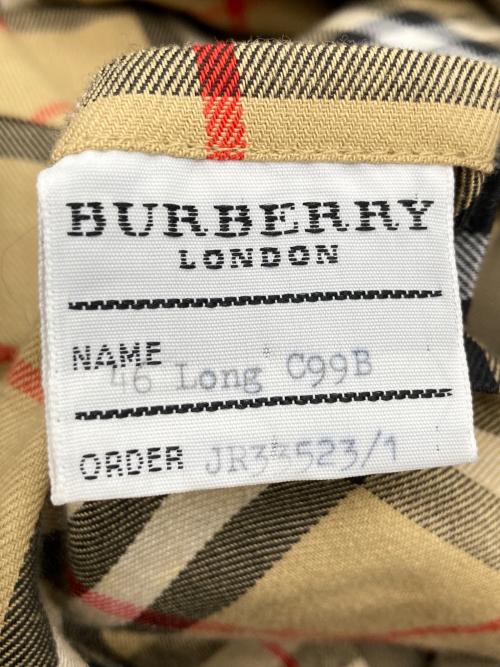 BURBERRY
LONDON
NAME
46 Long C99B
ORDER JR33523/1